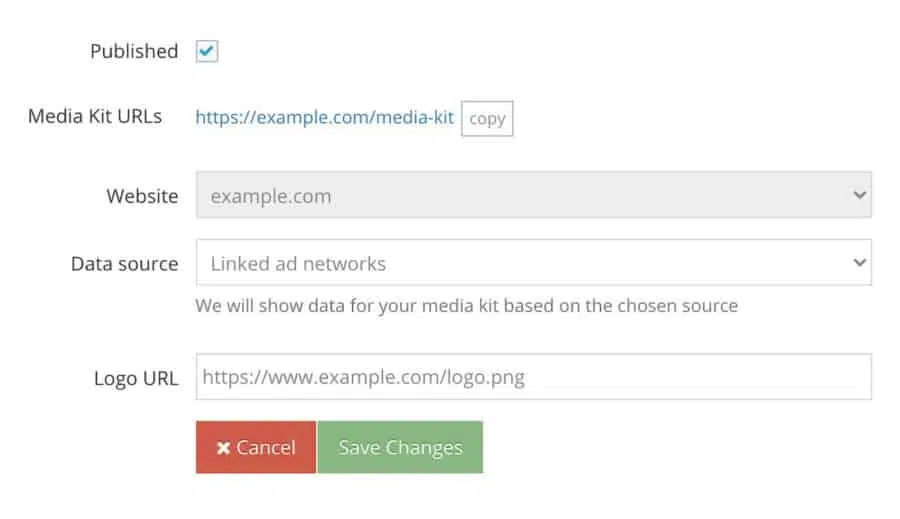 Published
Media Kit URLs https://example.com/media-kit copy
Website example.com
Data source Linked ad networks
We will show data for your media kit based on the chosen source
Logo URL https://www.example.com/logo.png
Cancel Save Changes